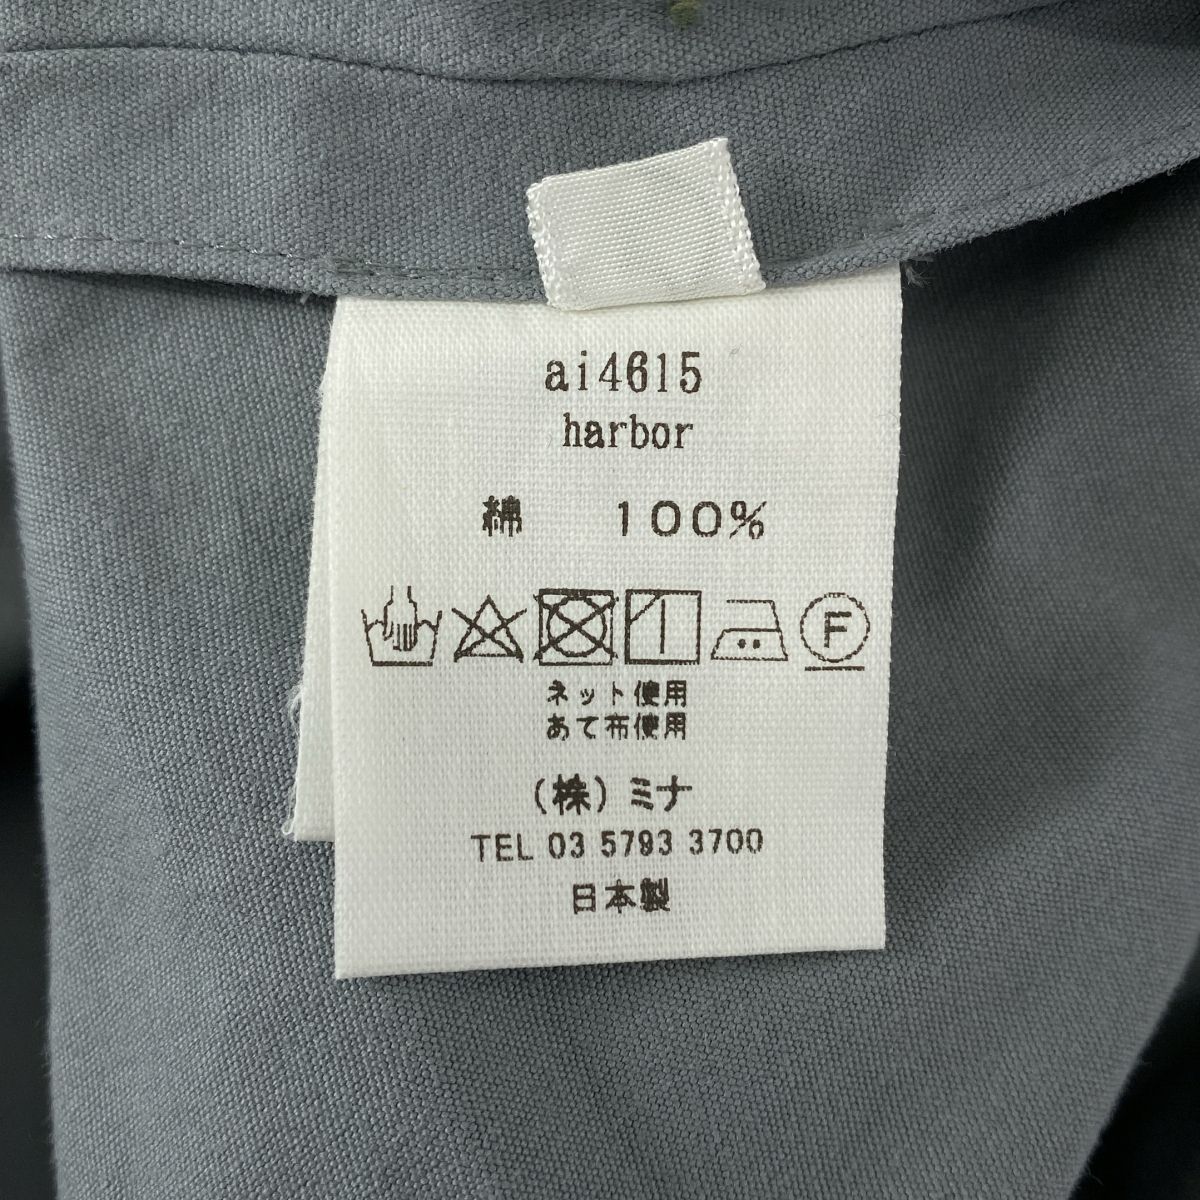 ai4615
harbor
綿 100%
F
ネット使用
あて布使用
(株)ミナ
TEL 03 5793 3700
日本製